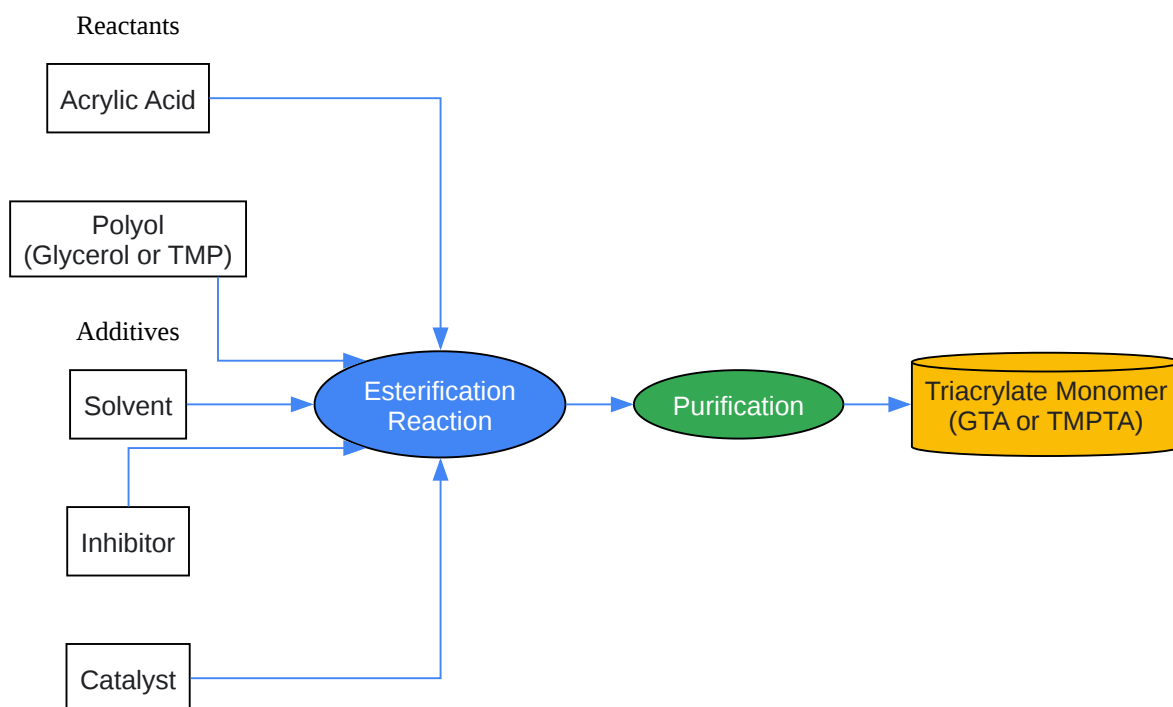 Reactants
Acrylic Acid
Polyol
(Glycerol or TMP)
Additives
Solvent
Inhibitor
Catalyst
Esterification
Reaction
Purification
Triacrylate Monomer
(GTA or TMPTA)